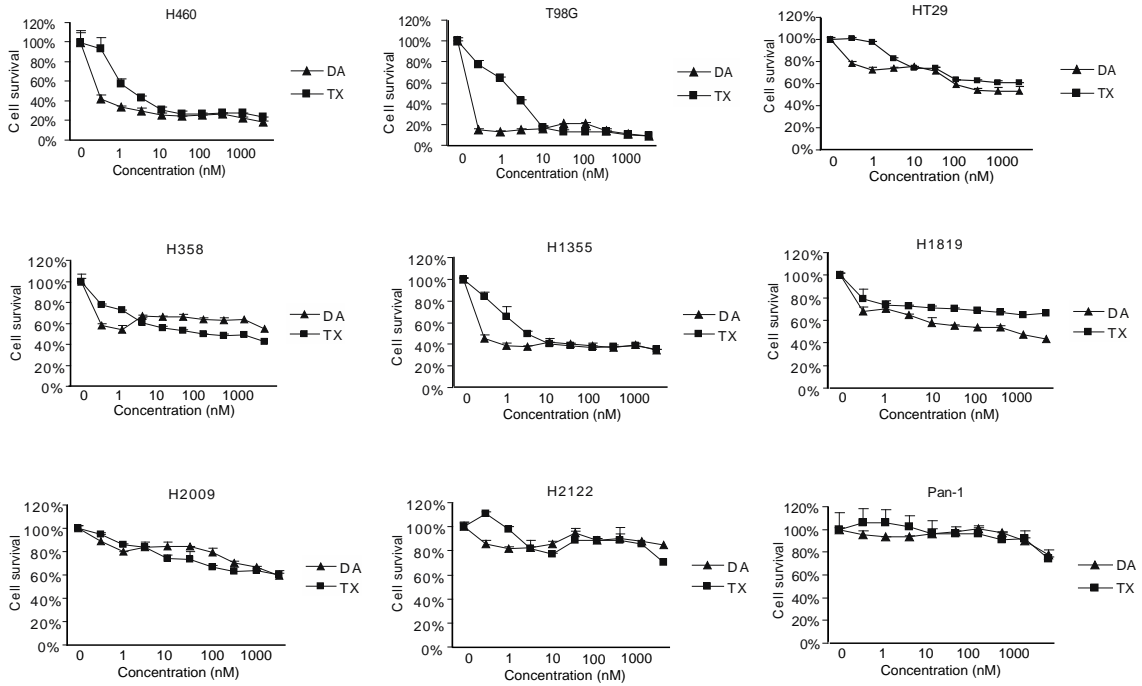 H460
120%
100%
80%
60%
40%
20%
0%
Cell survival
0 1 10 100 1000
Concentration (nM)
DA
TX
T98G
120%
100%
80%
60%
40%
20%
0%
Cell survival
0 1 10 100 1000
Concentration (nM)
DA
TX
HT29
120%
100%
80%
60%
40%
20%
0%
Cell survival
0 1 10 100 1000
Concentration (nM)
DA
TX
H358
120%
100%
80%
60%
40%
20%
0%
Cell survival
0 1 10 100 1000
Concentration (nM)
DA
TX
H1355
120%
100%
80%
60%
40%
20%
0%
Cell survival
0 1 10 100 1000
Concentration (nM)
DA
TX
H1819
120%
100%
80%
60%
40%
20%
0%
Cell survival
0 1 10 100 1000
Concentration (nM)
DA
TX
H2009
120%
100%
80%
60%
40%
20%
0%
Cell survival
0 1 10 100 1000
Concentration (nM)
DA
TX
H2122
120%
100%
80%
60%
40%
20%
0%
Cell survival
0 1 10 100 1000
Concentration (nM)
DA
TX
Pan-1
120%
100%
80%
60%
40%
20%
0%
Cell survival
0 1 10 100 1000
Concentration (nM)
DA
TX